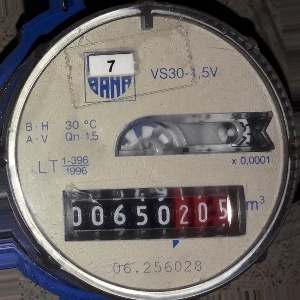 7
BAHA
VS30-1,5V
B·H 30 °C
A-V Qn 1,5
LT 1-396
1996
x 0,0001
00650205 m³
06.256028